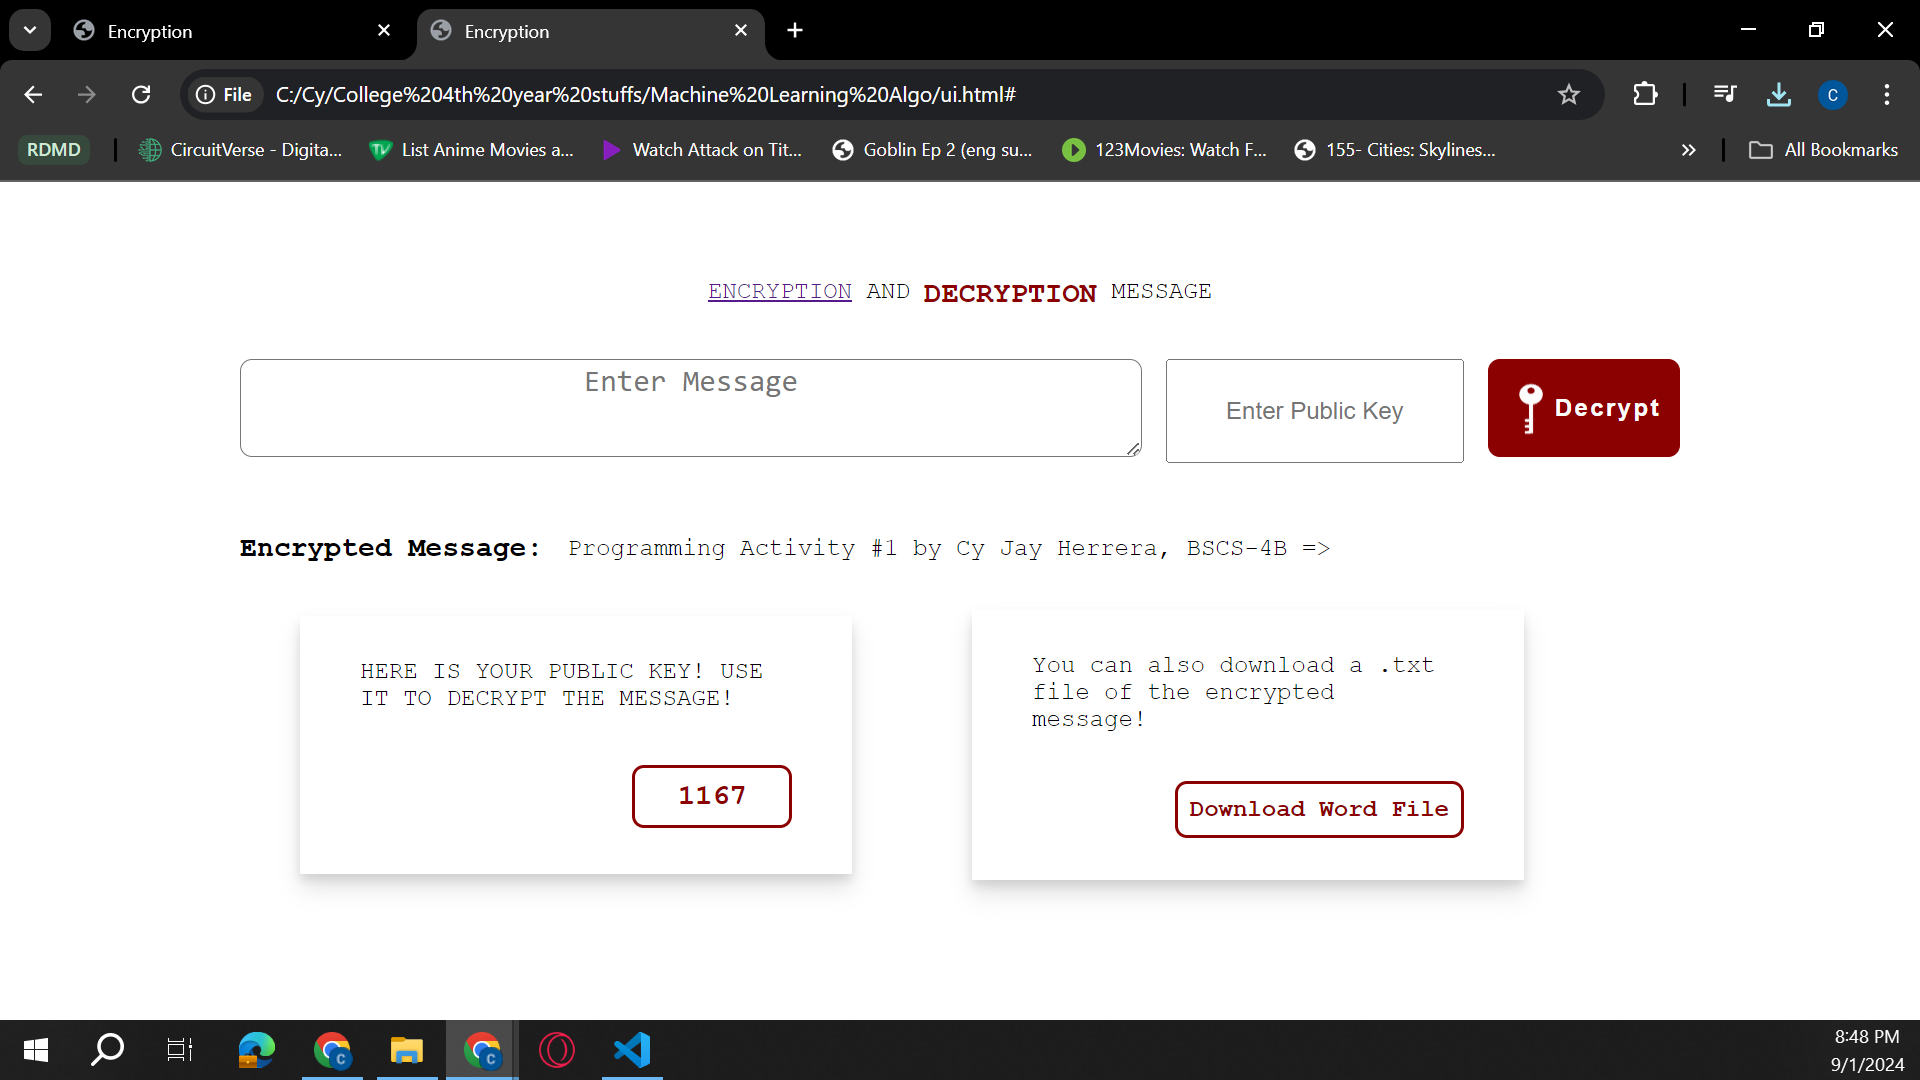 Encryption
Encryption
File
C:/Cy/College%204th%20year%20stuffs/Machine%20Learning%20Algo/ui.html#
C
RDMD
CircuitVerse - Digita...
List Anime Movies a...
Watch Attack on Tit...
Goblin Ep 2 (eng su...
123Movies: Watch F...
155- Cities: Skylines...
All Bookmarks
ENCRYPTION AND DECRYPTION MESSAGE
Enter Message
Enter Public Key
Decrypt
Encrypted Message: Programming Activity #1 by Cy Jay Herrera, BSCS-4B =>
HERE IS YOUR PUBLIC KEY! USE
IT TO DECRYPT THE MESSAGE!
1167
You can also download a .txt
file of the encrypted
message!
Download Word File
C
C
8:48 PM
9/1/2024